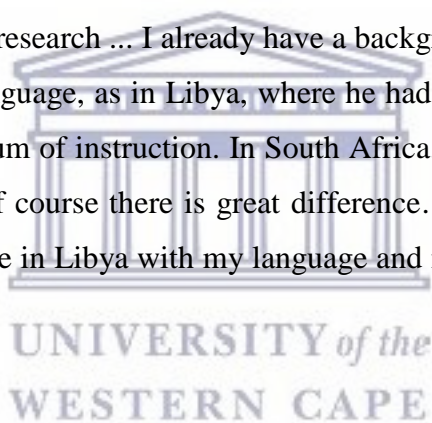 research ... I already have a backg
guage, as in Libya, where he had
um of instruction. In South Africa
f course there is great difference.
e in Libya with my language and
UNIVERSITY of the
WESTERN CAPE